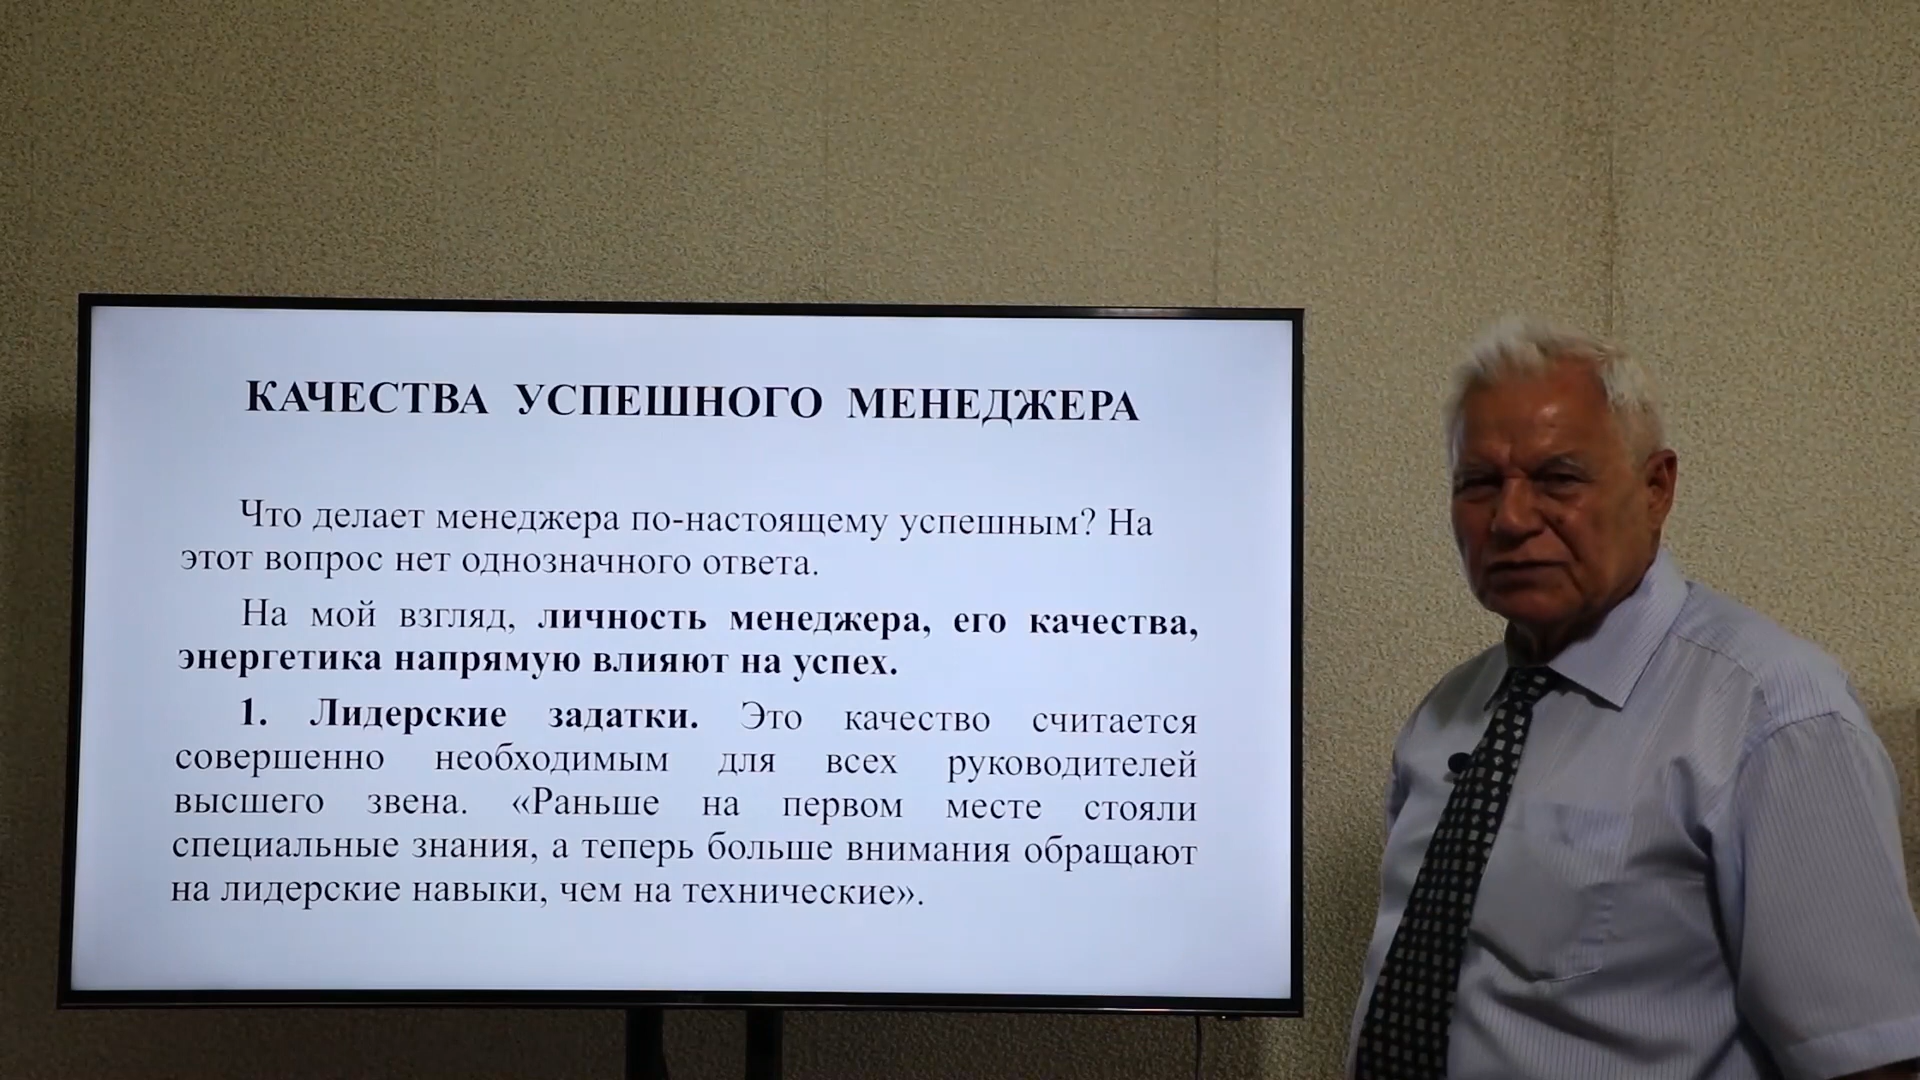 КАЧЕСТВА УСПЕШНОГО МЕНЕДЖЕРА
Что делает менеджера по-настоящему успешным? На
этот вопрос нет однозначного ответа.
На мой взгляд, личность менеджера, его качества,
энергетика напрямую влияют на успех.
1. Лидерские задатки. Это качество считается
совершенно необходимым для всех руководителей
высшего звена. «Раньше на первом месте стояли
специальные знания, а теперь больше внимания обращают
на лидерские навыки, чем на технические».